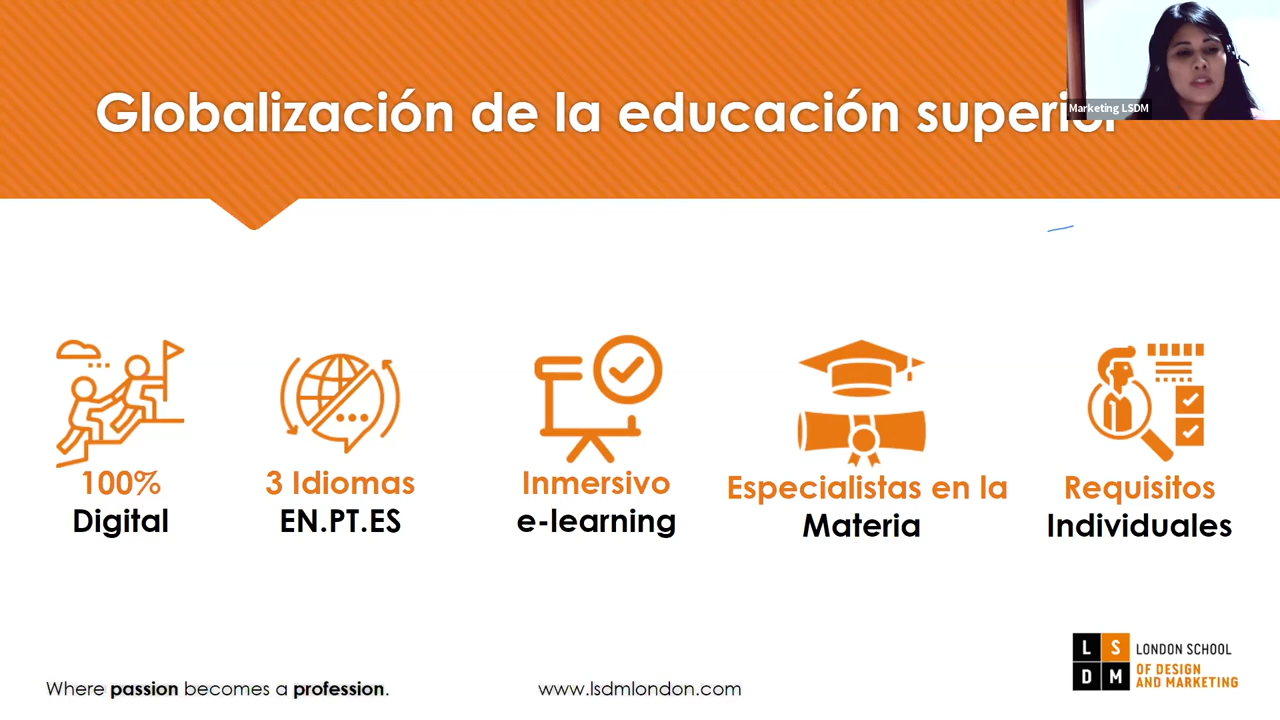 Globalización de la educación superior
Marketing LSDM
100%
Digital
3 Idiomas
EN.PT.ES
Inmersivo
e-learning
Especialistas en la
Materia
Requisitos
Individuales
Where passion becomes a profession.
www.lsdmlondon.com
L S
D M
LONDON SCHOOL
OF DESIGN
AND MARKETING